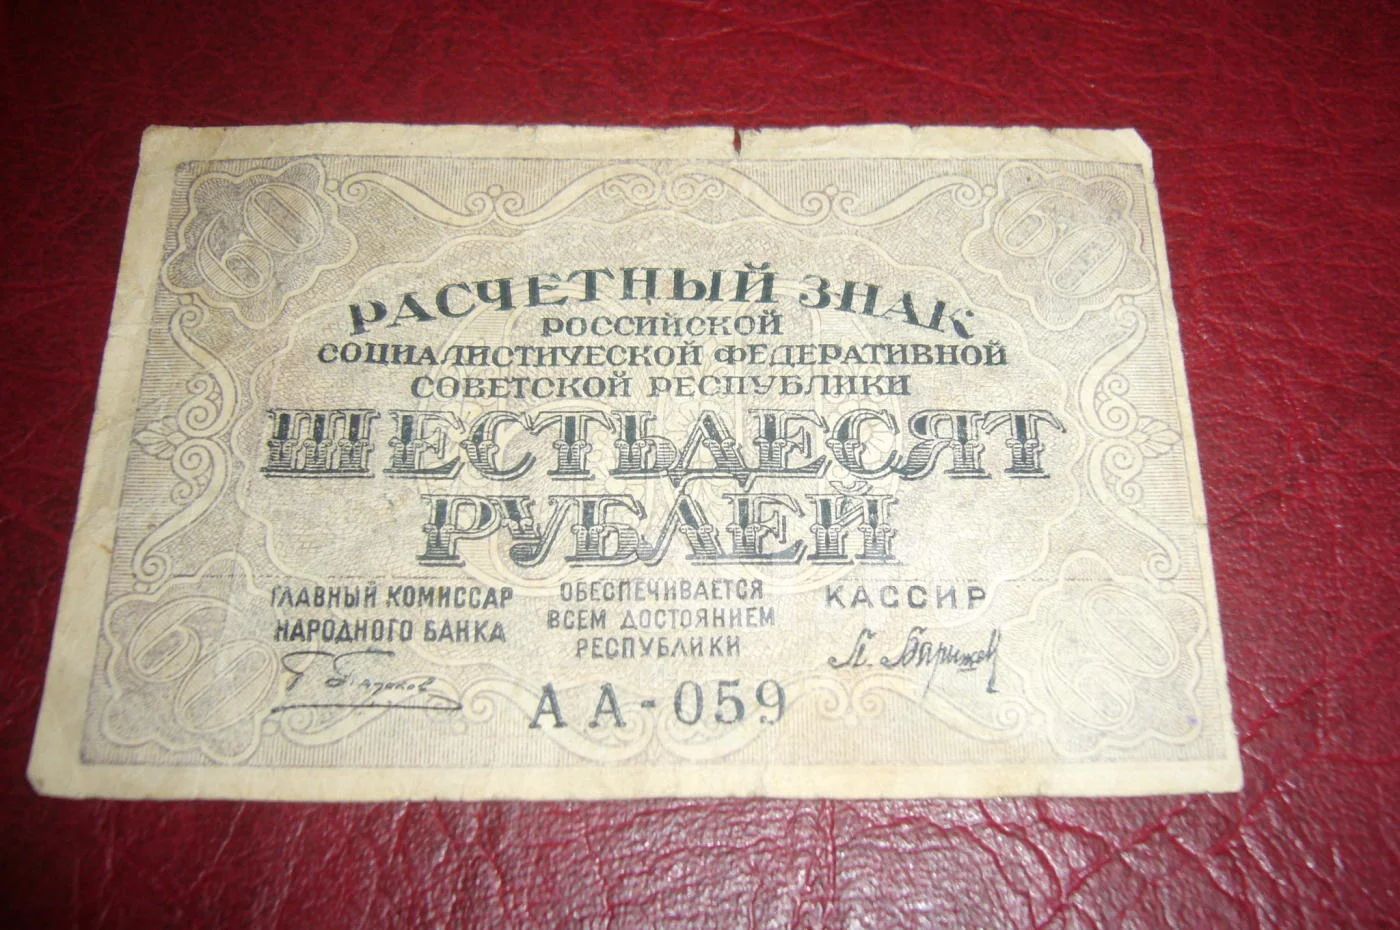 60 60
РАСЧЕТНЫЙ ЗНАК
РОССИЙСКОЙ
СОЦИАЛИСТИЧЕСКОЙ ФЕДЕРАТИВНОЙ
СОВЕТСКОЙ РЕСПУБЛИКИ
ШЕСТЬДЕСЯТ
РУБЛЕЙ
ГЛАВНЫЙ КОМИССАР
НАРОДНОГО БАНКА
ОБЕСПЕЧИВАЕТСЯ
ВСЕМ ДОСТОЯНИЕМ
РЕСПУБЛИКИ
КАССИР
АА-059
60 60